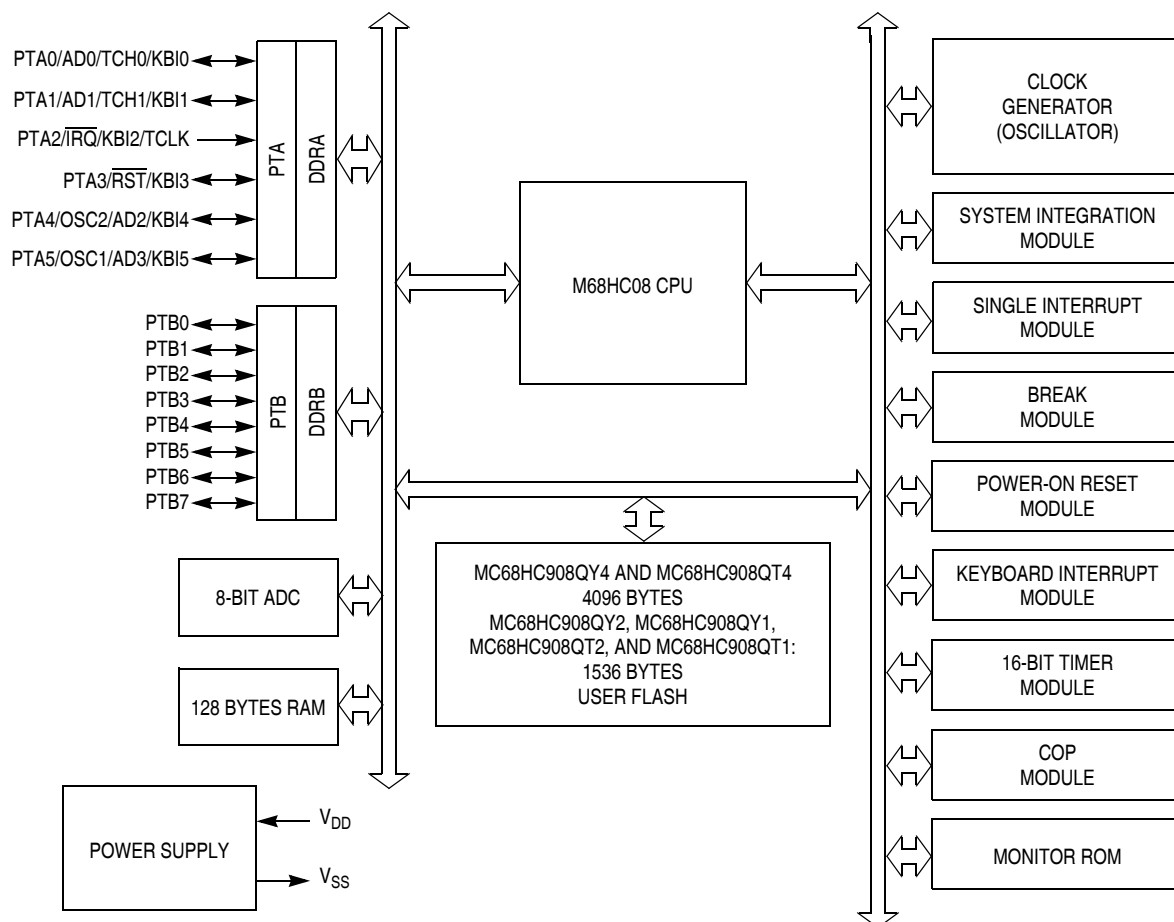 PTA0/AD0/TCH0/KBI0
PTA1/AD1/TCH1/KBI1
PTA2/IRQ/KBI2/TCLK
PTA3/RST/KBI3
PTA4/OSC2/AD2/KBI4
PTA5/OSC1/AD3/KBI5
PTA
DDRA
PTB0
PTB1
PTB2
PTB3
PTB4
PTB5
PTB6
PTB7
PTB
DDRB
8-BIT ADC
128 BYTES RAM
POWER SUPPLY
VDD
VSS
M68HC08 CPU
MC68HC908QY4 AND MC68HC908QT4
4096 BYTES
MC68HC908QY2, MC68HC908QY1,
MC68HC908QT2, AND MC68HC908QT1:
1536 BYTES
USER FLASH
CLOCK
GENERATOR
(OSCILLATOR)
SYSTEM INTEGRATION
MODULE
SINGLE INTERRUPT
MODULE
BREAK
MODULE
POWER-ON RESET
MODULE
KEYBOARD INTERRUPT
MODULE
16-BIT TIMER
MODULE
COP
MODULE
MONITOR ROM